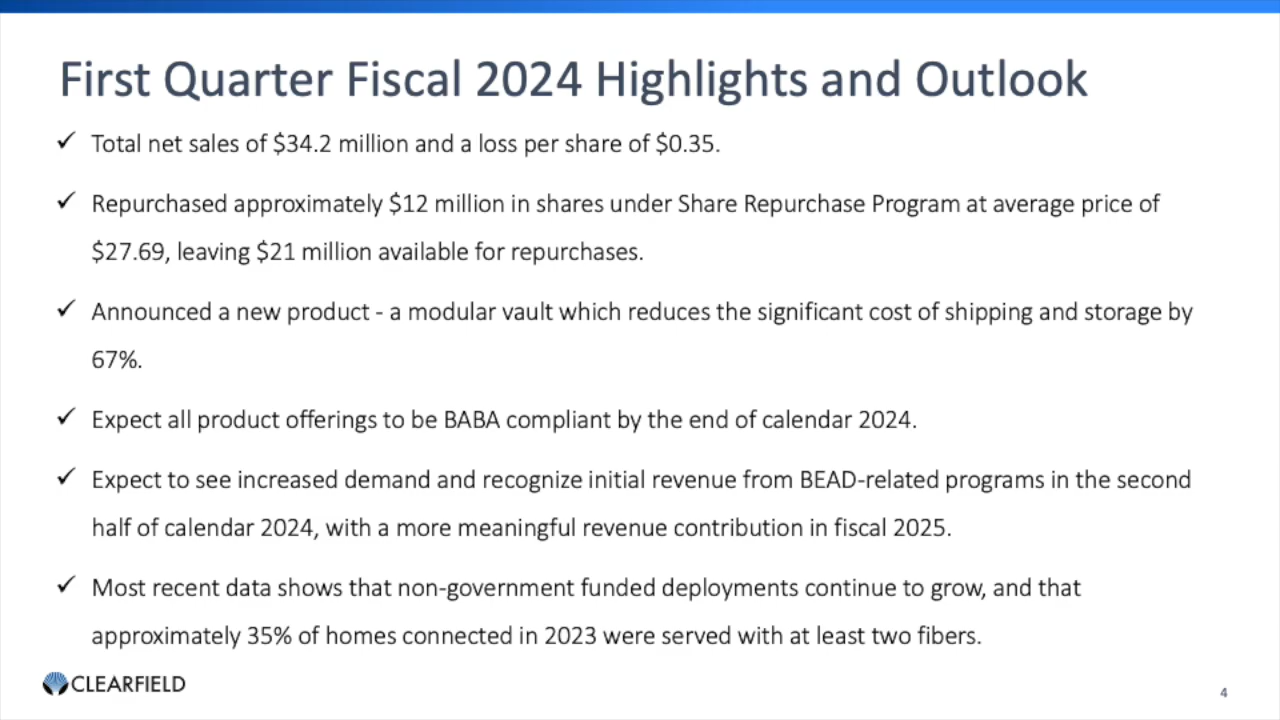 First Quarter Fiscal 2024 Highlights and Outlook
✓ Total net sales of $34.2 million and a loss per share of $0.35.
✓ Repurchased approximately $12 million in shares under Share Repurchase Program at average price of
$27.69, leaving $21 million available for repurchases.
✓ Announced a new product - a modular vault which reduces the significant cost of shipping and storage by
67%.
✓ Expect all product offerings to be BABA compliant by the end of calendar 2024.
✓ Expect to see increased demand and recognize initial revenue from BEAD-related programs in the second
half of calendar 2024, with a more meaningful revenue contribution in fiscal 2025.
✓ Most recent data shows that non-government funded deployments continue to grow, and that
approximately 35% of homes connected in 2023 were served with at least two fibers.
CLEARFIELD
4